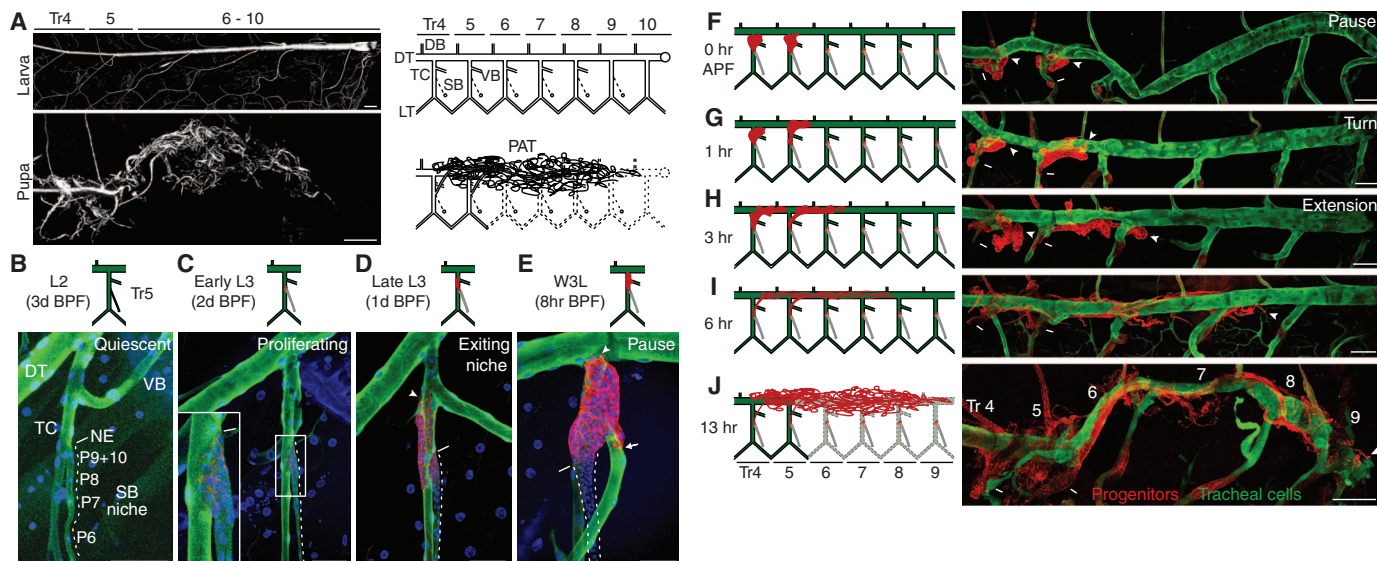 A
Tr4 5 6 - 10
Larva
Pupa
Tr4 5 6 7 8 9 10
DB
DT
TC
SB
VB
LT
PAT
B
L2
(3d BPF)
Tr5
Quiescent
DT
VB
TC
NE
P9+10
P8
P7
SB
niche
P6
C
Early L3
(2d BPF)
Proliferating
D
Late L3
(1d BPF)
Exiting
niche
E
W3L
(8hr BPF)
Pause
F
0 hr
APF
Pause
G
1 hr
Turn
H
3 hr
Extension
I
6 hr
J
13 hr
Tr4 5 6 7 8 9
Tr 4 5 6 7 8 9
Progenitors Tracheal cells